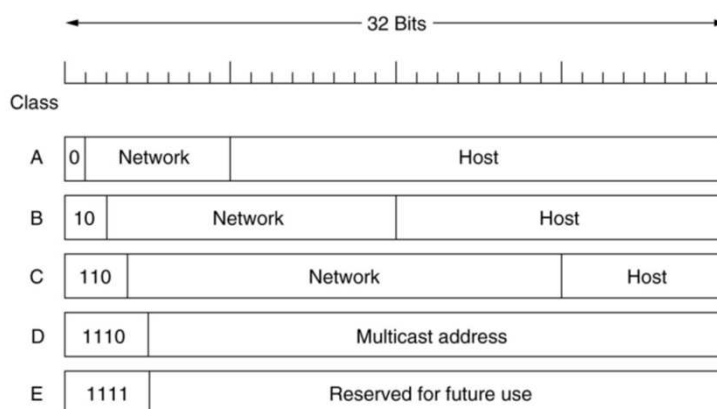 32 Bits
Class
A 0 Network Host
B 10 Network Host
C 110 Network Host
D 1110 Multicast address
E 1111 Reserved for future use